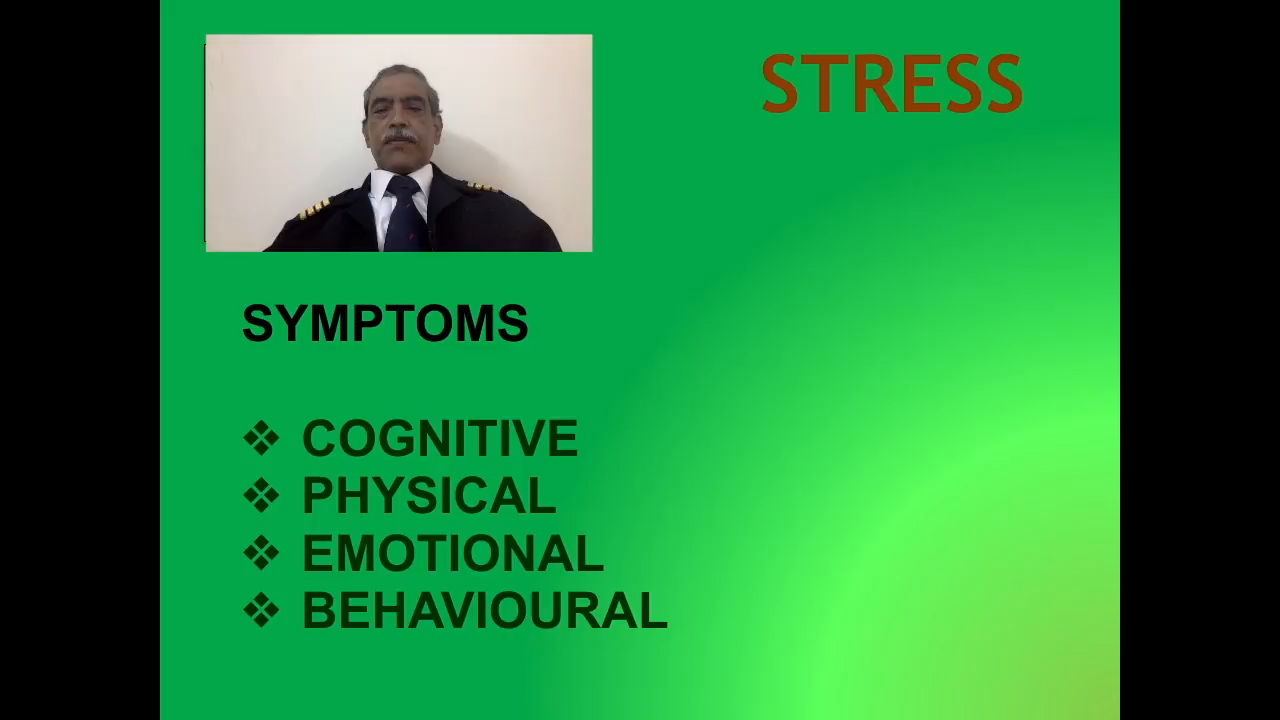 STRESS
SYMPTOMS
❖ COGNITIVE
❖ PHYSICAL
❖ EMOTIONAL
❖ BEHAVIOURAL